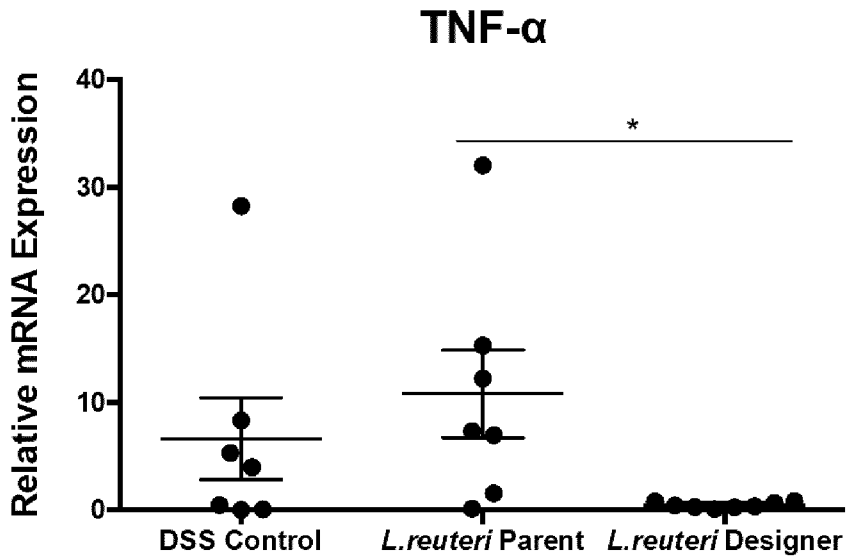 TNF-α
Relative mRNA Expression
40
30
20
10
0
*
DSS Control
L.reuteri Parent
L.reuteri Designer